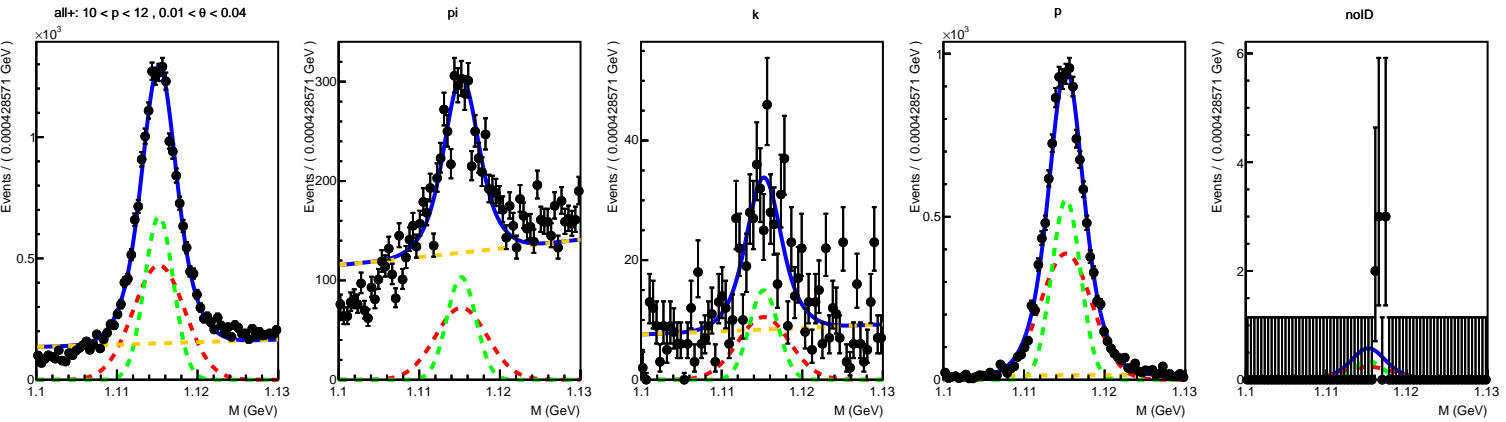 all+: 10 < p < 12 , 0.01 < θ < 0.04
×10³
Events / ( 0.000428571 GeV )
1
0.5
0
1.1 1.11 1.12 1.13
M (GeV)
pi
Events / ( 0.000428571 GeV )
300
200
100
0
1.1 1.11 1.12 1.13
M (GeV)
k
Events / ( 0.000428571 GeV )
40
20
0
1.1 1.11 1.12 1.13
M (GeV)
p
×10³
Events / ( 0.000428571 GeV )
1
0.5
0
1.1 1.11 1.12 1.13
M (GeV)
noID
Events / ( 0.000428571 GeV )
6
4
2
0
1.1 1.11 1.12 1.13
M (GeV)